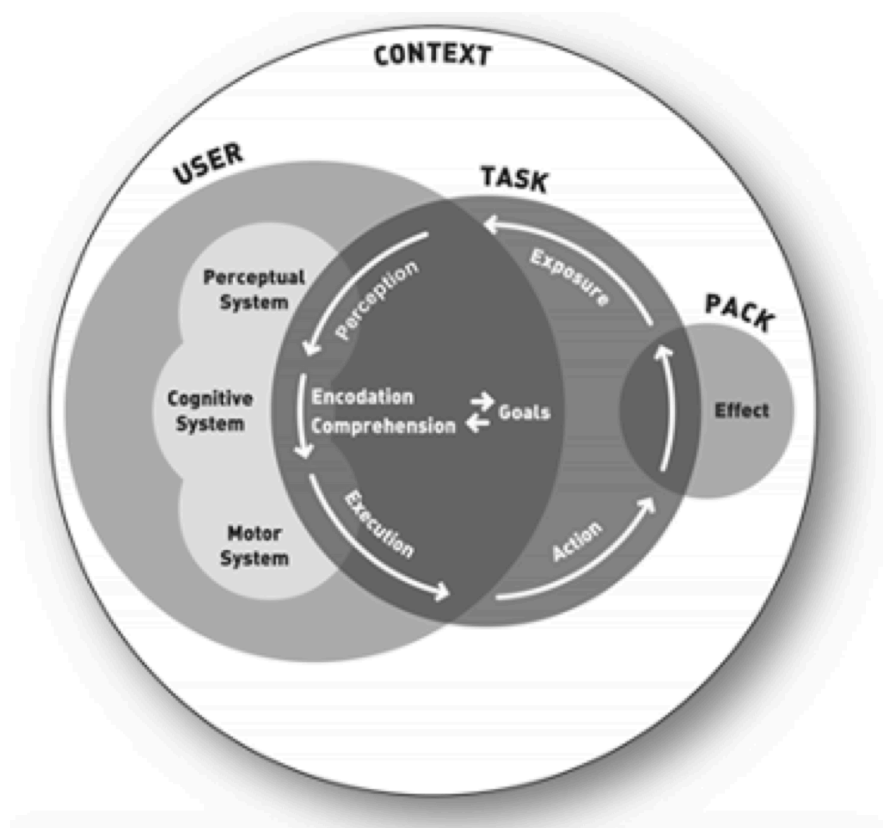 CONTEXT
USER
TASK
Perceptual
System
Perception
Exposure
PACK
Cognitive
System
Encodation
Comprehension
Goals
Effect
Motor
System
Execution
Action